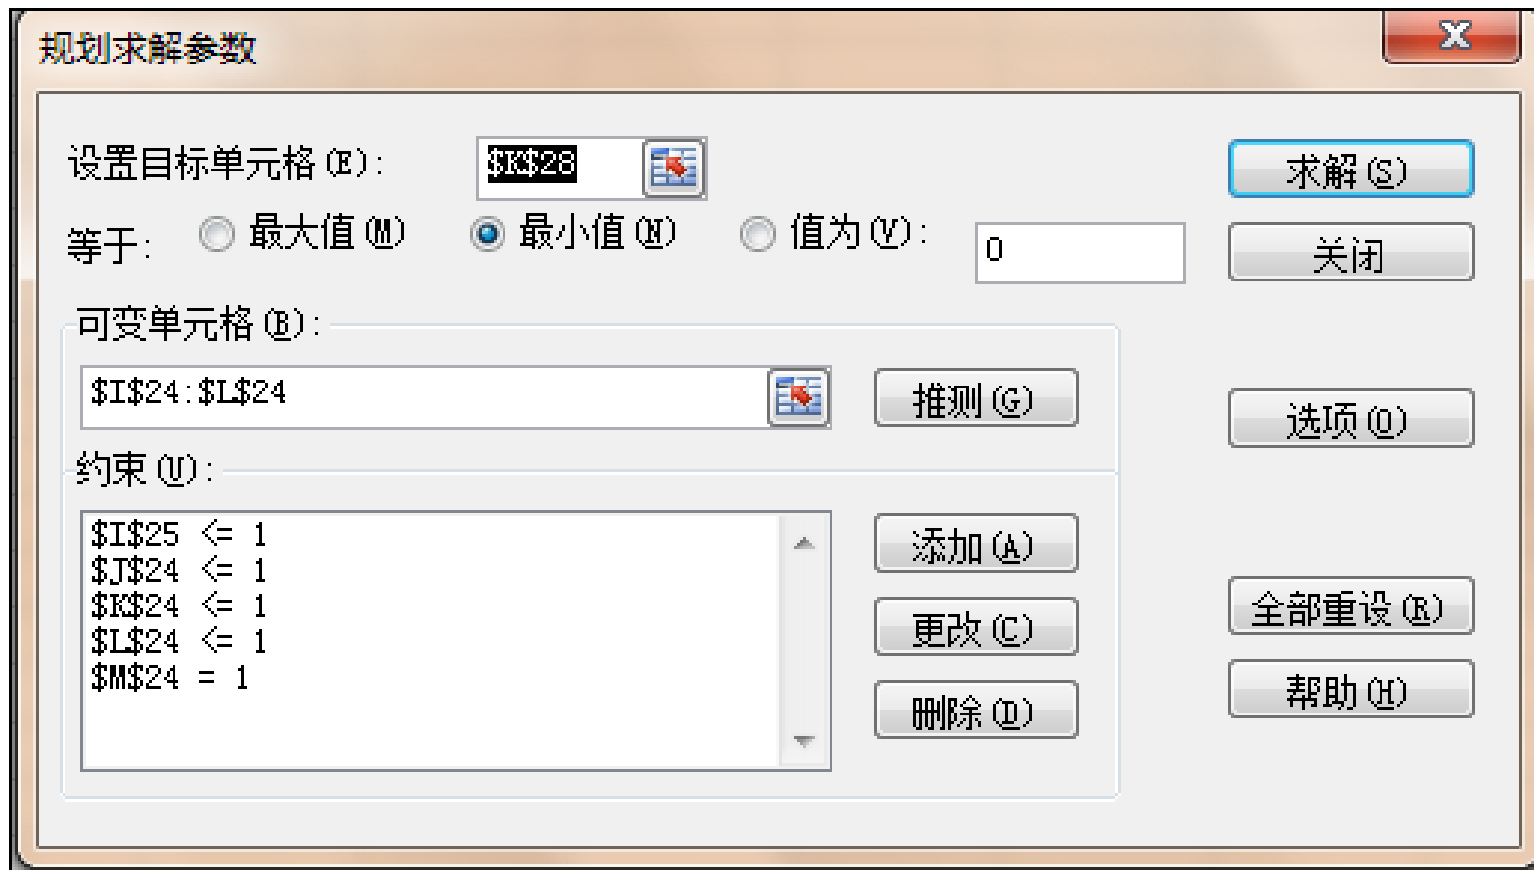 规划求解参数
设置目标单元格(E): $K$28 求解(S)
等于: 最大值(M) 最小值(N) 值为(V): 0 关闭
可变单元格(B):
$I$24:$L$24 推测(G) 选项(O)
约束(U):
$I$25 <= 1 添加(A)
$J$24 <= 1
$K$24 <= 1 全部重设(R)
$L$24 <= 1 更改(C)
$M$24 = 1 帮助(H)
删除(D)